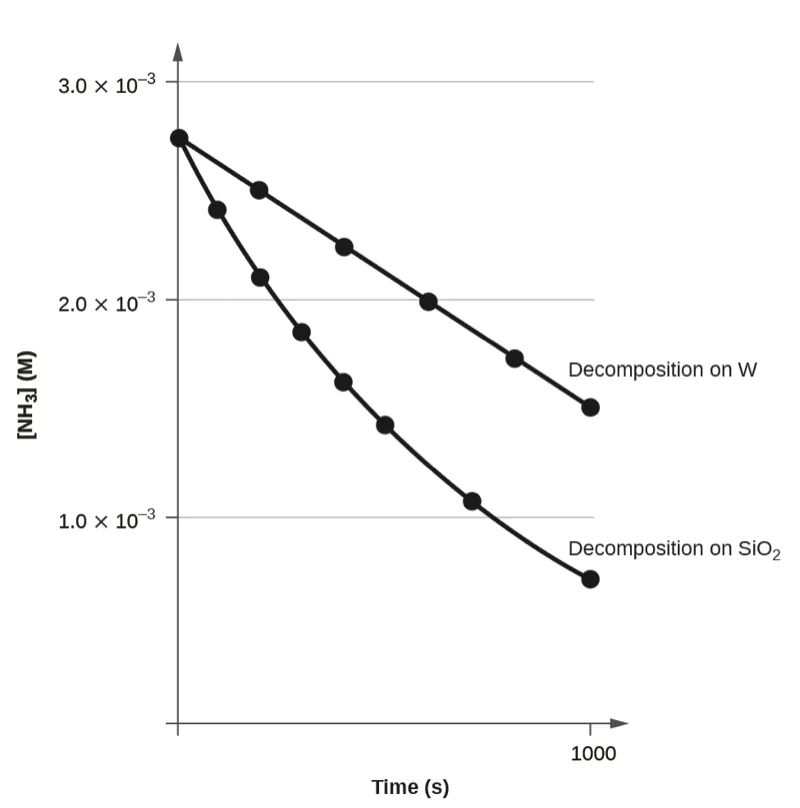 3.0 × 10⁻³
2.0 × 10⁻³
1.0 × 10⁻³
[NH₃] (M)
Decomposition on W
Decomposition on SiO₂
1000
Time (s)